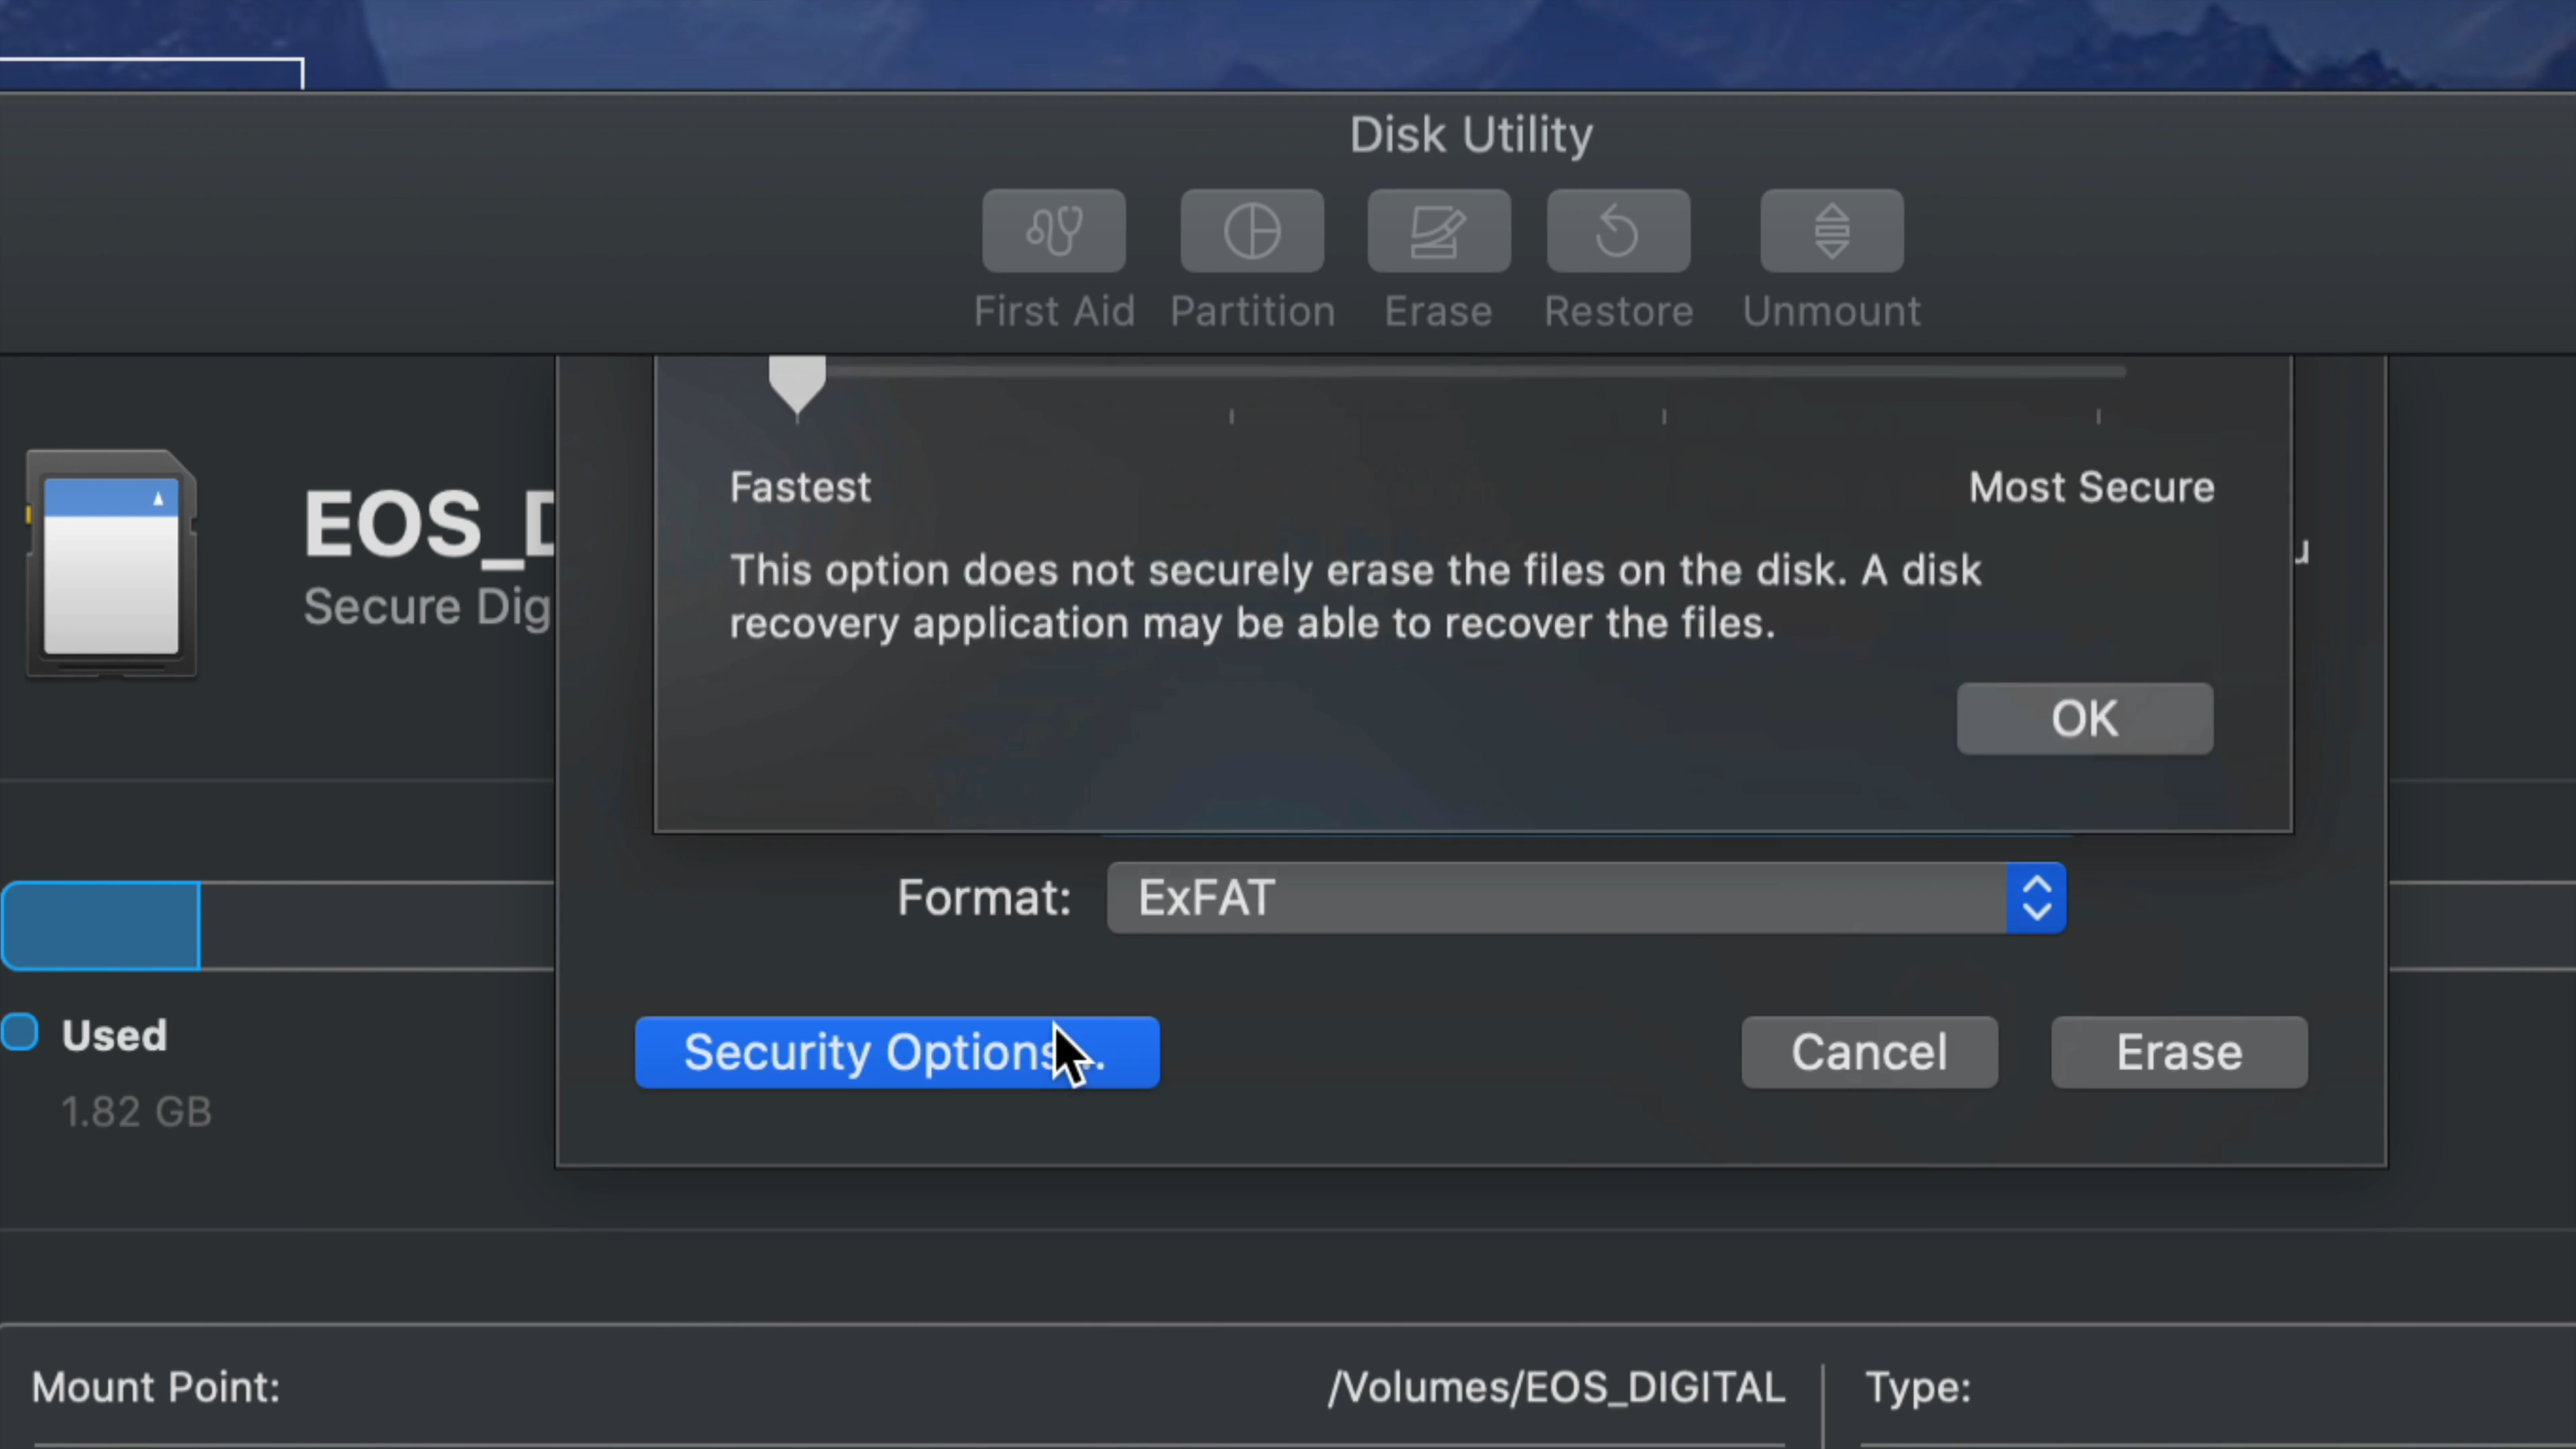 Disk Utility
First Aid
Partition
Erase
Restore
Unmount
EOS_D
Secure Dig
Fastest
Most Secure
This option does not securely erase the files on the disk. A disk
recovery application may be able to recover the files.
OK
Format:
ExFAT
Security Options...
Cancel
Erase
Used
1.82 GB
Mount Point:
/Volumes/EOS_DIGITAL
Type: